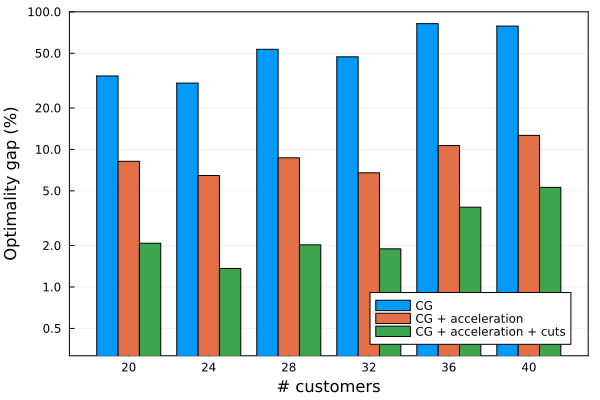 100.0
50.0
20.0
10.0
5.0
2.0
1.0
0.5
Optimality gap (%)
CG
CG + acceleration
CG + acceleration + cuts
20 24 28 32 36 40
# customers